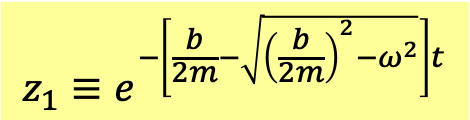 z₁ ≡ e^{-[b/2m - √((b/2m)² - ω²)]t}